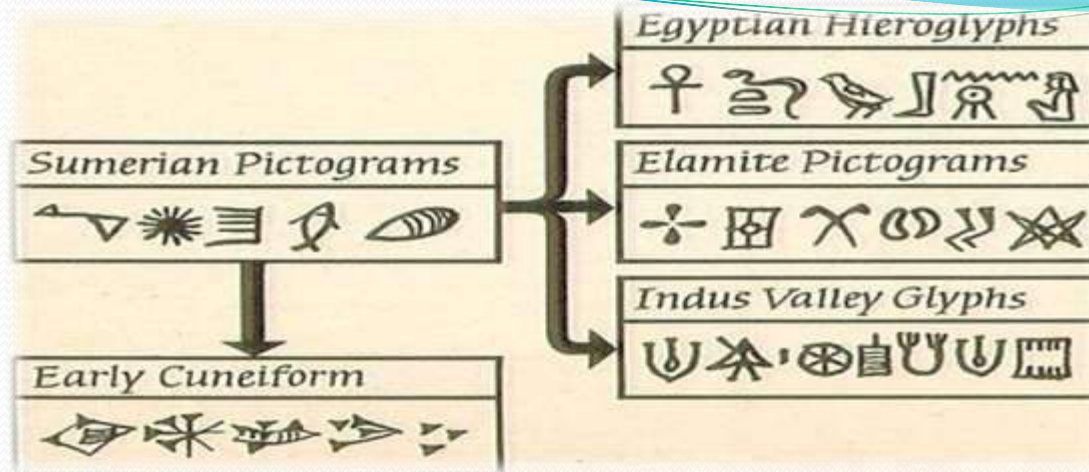 Egyptian Hieroglyphs
Sumerian Pictograms
Elamite Pictograms
Indus Valley Glyphs
Early Cuneiform